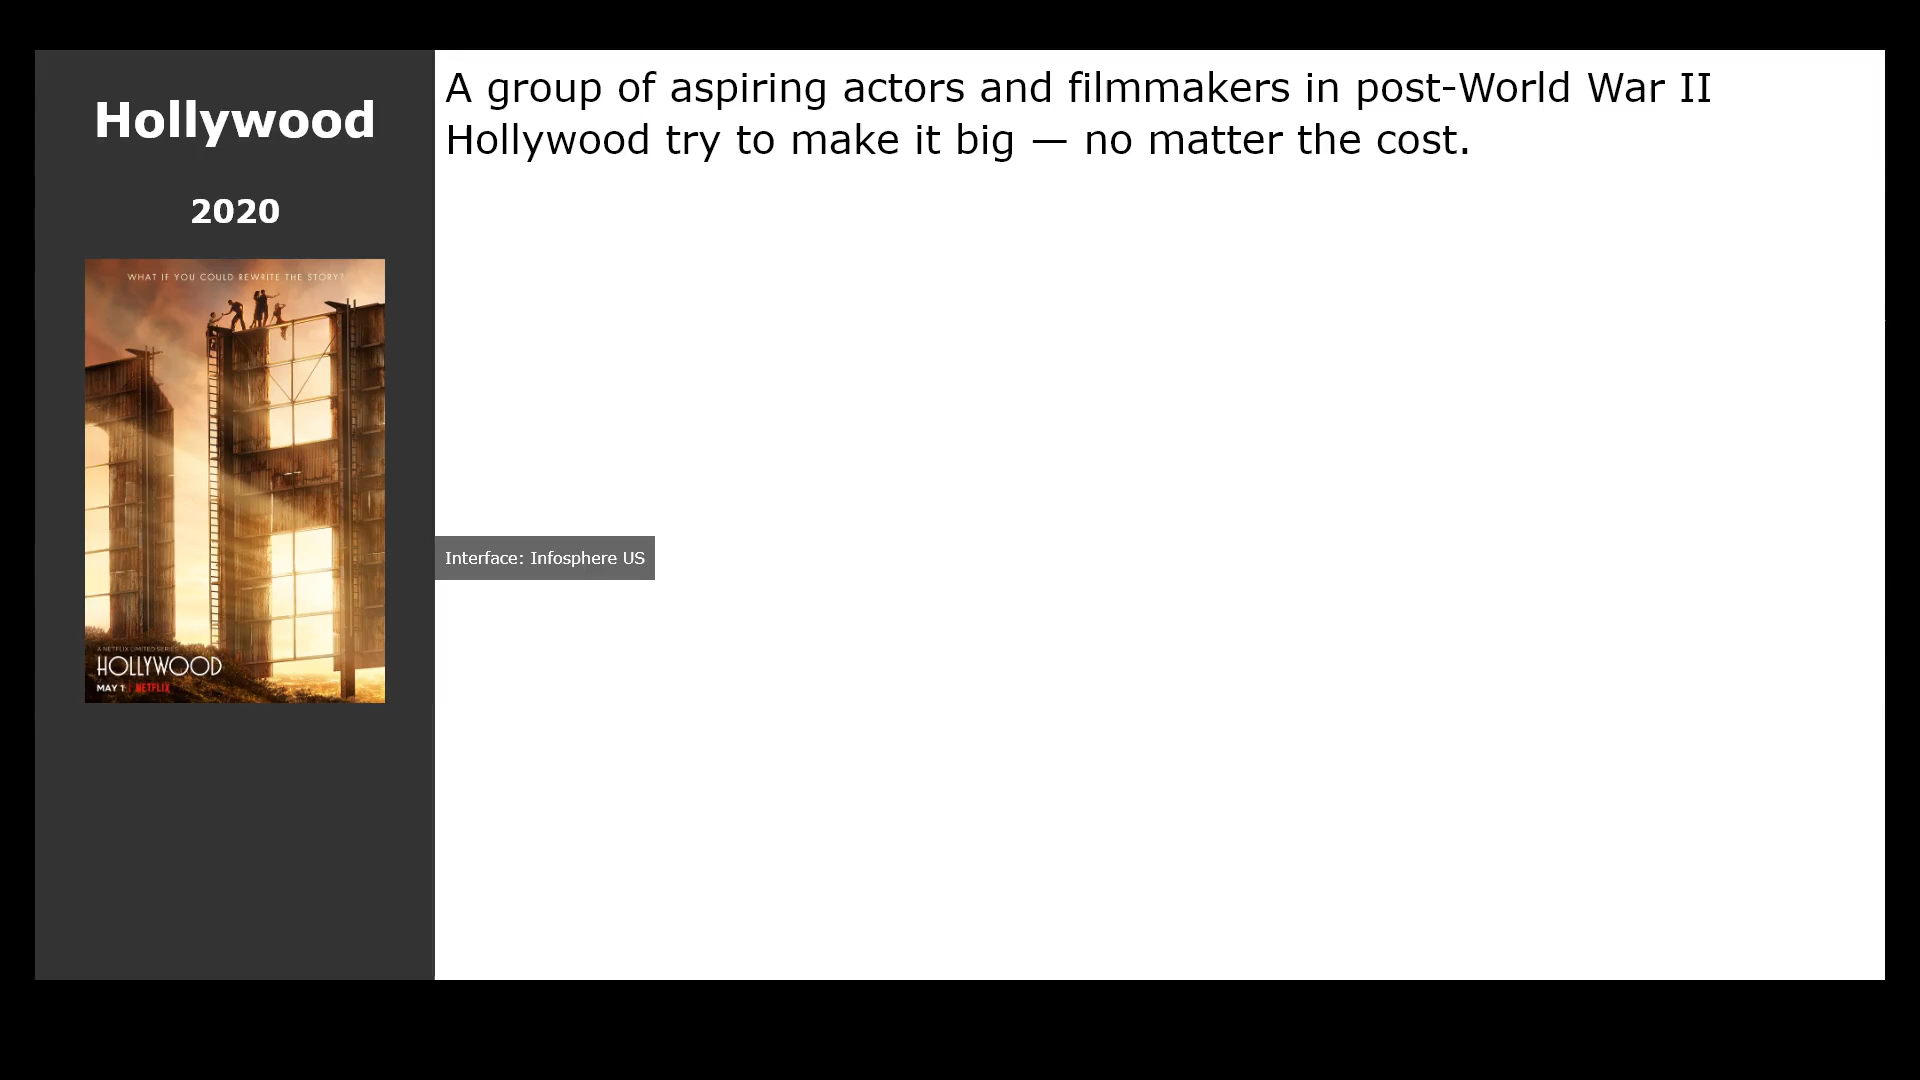 Hollywood
2020
WHAT IF YOU COULD REWRITE THE STORY?
A NETFLIX LIMITED SERIES
HOLLYWOOD
MAY 1 | NETFLIX
A group of aspiring actors and filmmakers in post-World War II
Hollywood try to make it big — no matter the cost.
Interface: Infosphere US